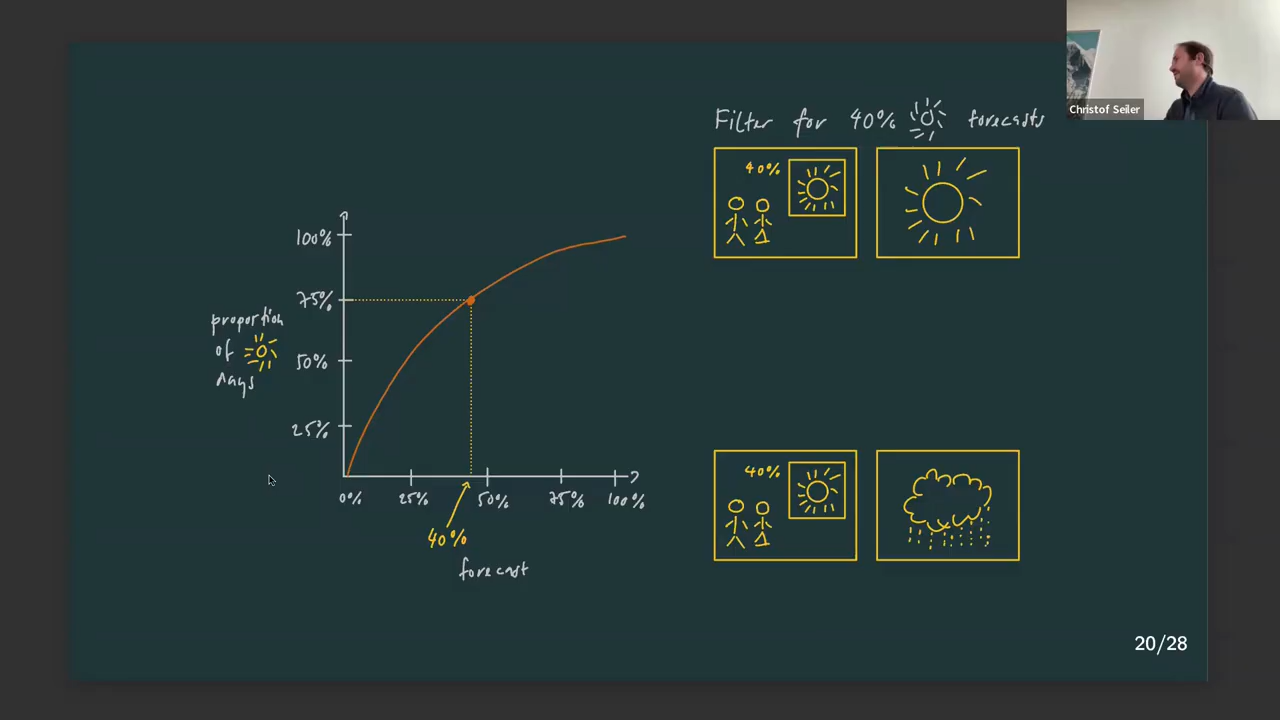 Christof Seiler
Filter for 40% forecasts
40%
100%
75%
proportion
of
days
50%
25%
0% 25% 50% 75% 100%
40%
forecast
40%
20/28